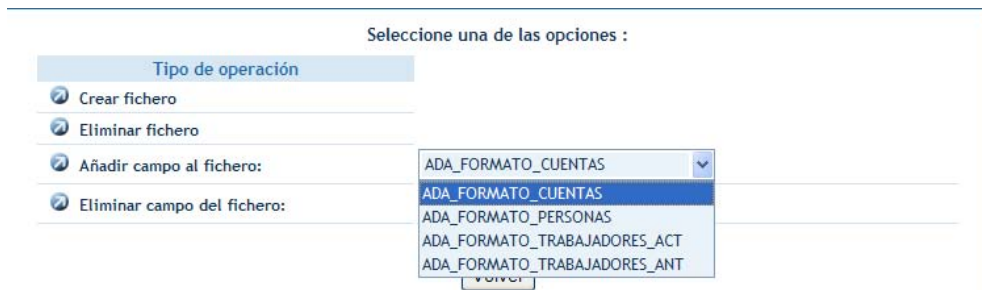 Seleccione una de las opciones :
Tipo de operación
Crear fichero
Eliminar fichero
Añadir campo al fichero:
ADA_FORMATO_CUENTAS
ADA_FORMATO_CUENTAS
Eliminar campo del fichero:
ADA_FORMATO_PERSONAS
ADA_FORMATO_TRABAJADORES_ACT
ADA_FORMATO_TRABAJADORES_ANT
Volver